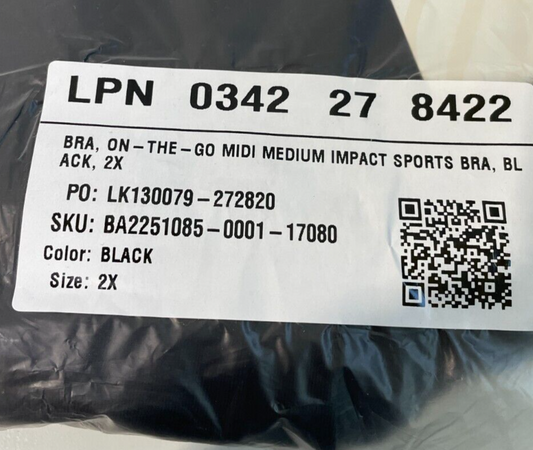 LPN 0342 27 8422
BRA, ON-THE-GO MIDI MEDIUM IMPACT SPORTS BRA, BL
ACK, 2X
PO: LK130079-272820
SKU: BA2251085-0001-17080
Color: BLACK
Size: 2X